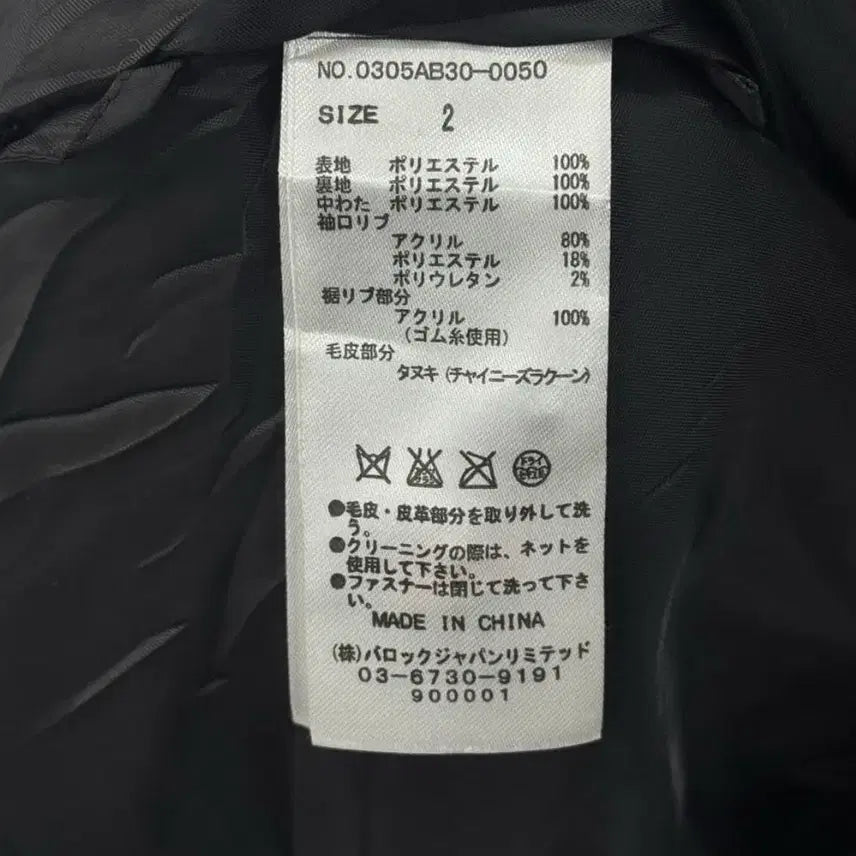 NO.0305AB30-0050
SIZE 2
表地 ポリエステル 100%
裏地 ポリエステル 100%
中わた ポリエステル 100%
袖口リブ
アクリル 80%
ポリエステル 18%
ポリウレタン 2%
裾リブ部分
アクリル 100%
(ゴム糸使用)
毛皮部分
タヌキ(チャイニーズラクーン)
ドライ
●毛皮・皮革部分を取り外して洗
う。
●クリーニングの際は、ネットを
使用して下さい。
●ファスナーは閉じて洗って下さ
い。
MADE IN CHINA
(株)バロックジャパンリミテッド
03-6730-9191
900001